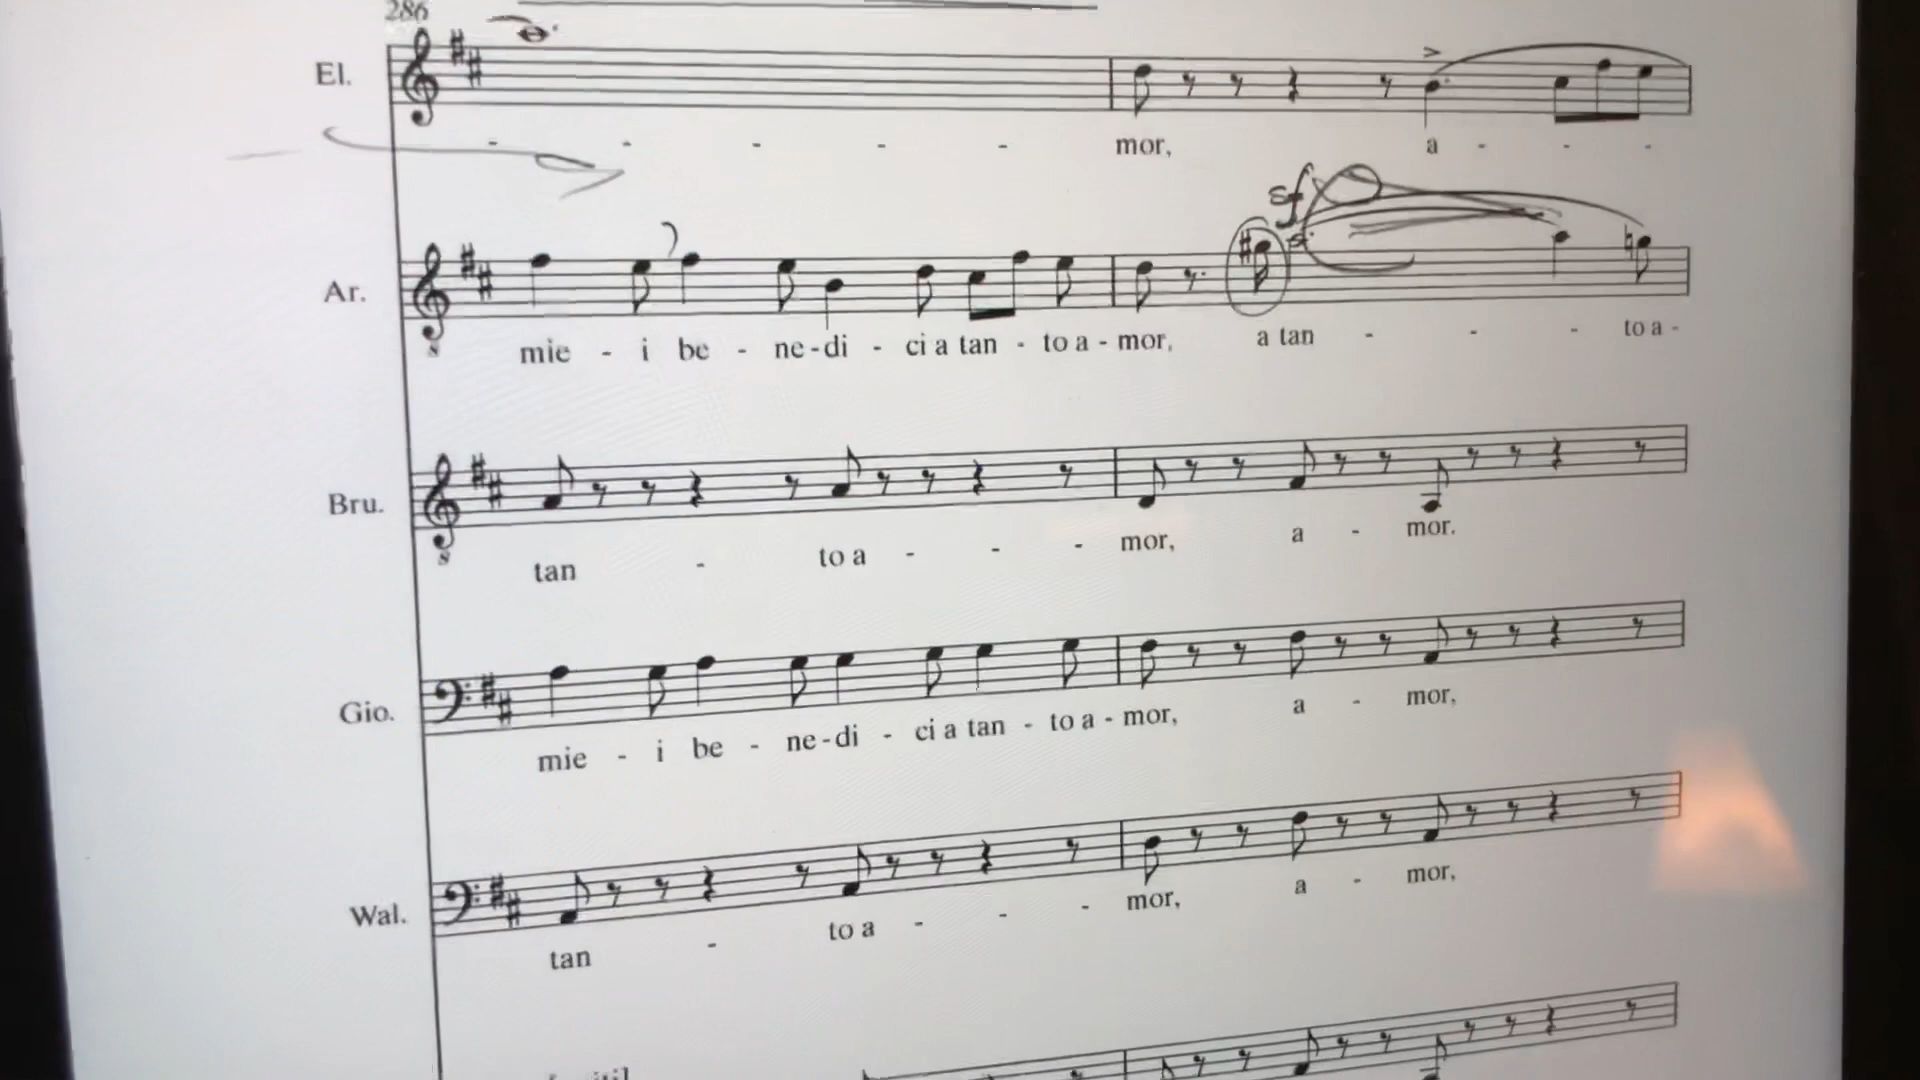 286
El.
- - - - - mor, a - - -
sf
Ar.
mie - i be - ne - di - ci a tan - to a - mor, a tan - - - to a -
Bru.
tan - to a - - - mor, a - mor.
Gio.
mie - i be - ne - di - ci a tan - to a - mor, a - mor,
Wal.
tan - to a - - - mor, a - mor,